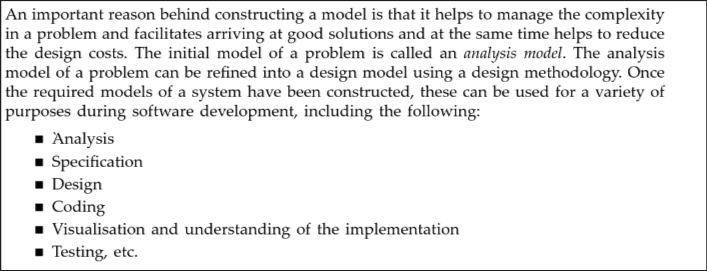 An important reason behind constructing a model is that it helps to manage the complexity
in a problem and facilitates arriving at good solutions and at the same time helps to reduce
the design costs. The initial model of a problem is called an analysis model. The analysis
model of a problem can be refined into a design model using a design methodology. Once
the required models of a system have been constructed, these can be used for a variety of
purposes during software development, including the following:
■ Analysis
■ Specification
■ Design
■ Coding
■ Visualisation and understanding of the implementation
■ Testing, etc.